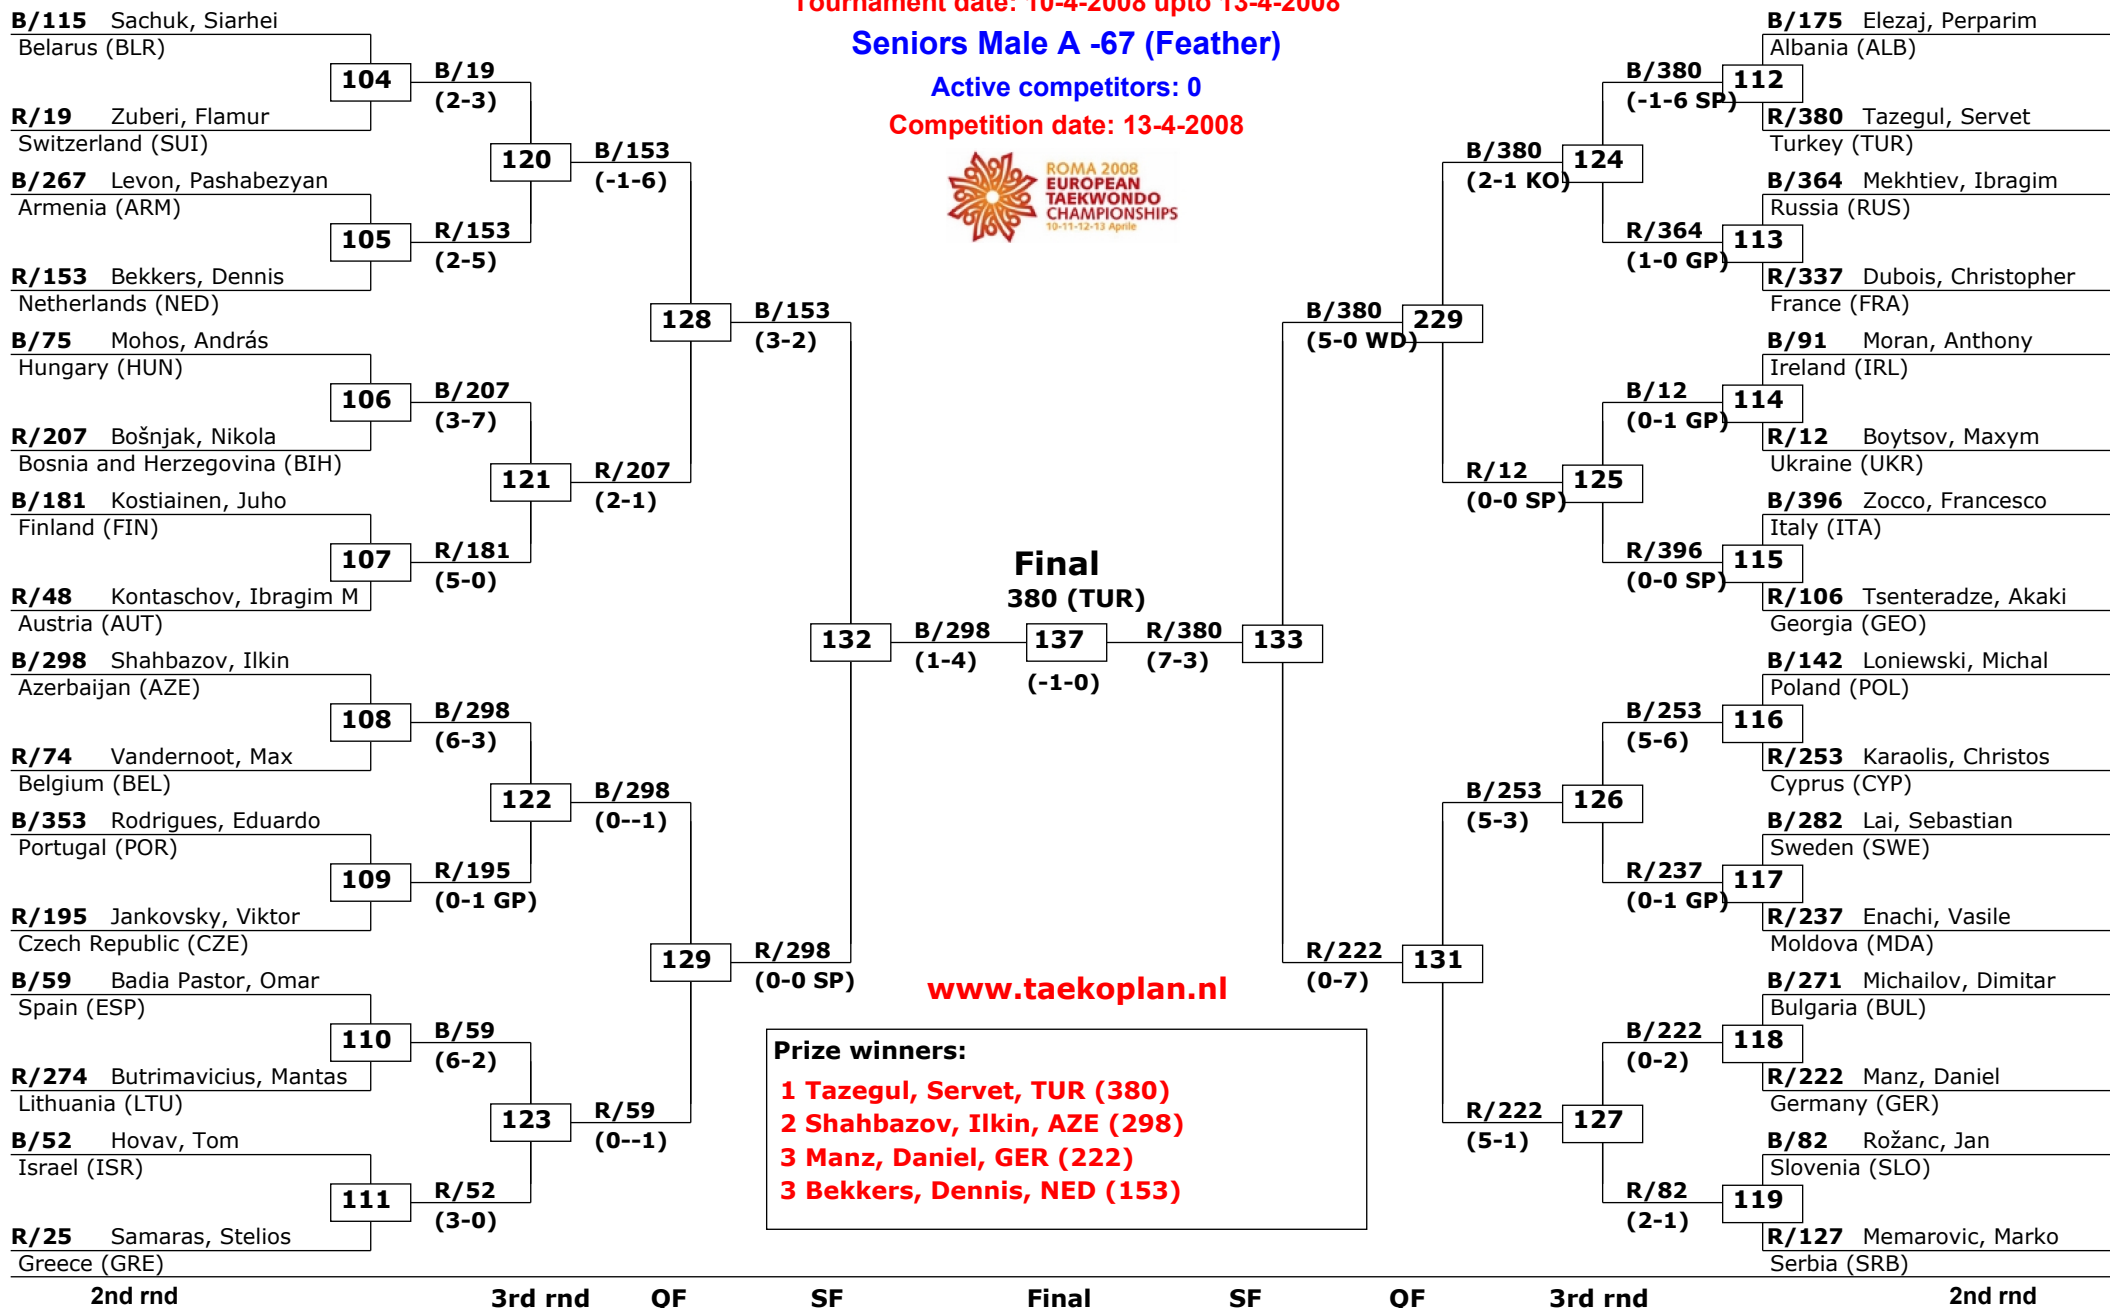 Tournament date: 10-4-2008 upto 13-4-2008
Seniors Male A -67 (Feather)
Active competitors: 0
Competition date: 13-4-2008
ROMA 2008
EUROPEAN
TAEKWONDO
CHAMPIONSHIPS
10-11-12-13 Aprile
B/115 Sachuk, Siarhei
Belarus (BLR)
104
R/19 Zuberi, Flamur
Switzerland (SUI)
B/267 Levon, Pashabezyan
Armenia (ARM)
105
R/153 Bekkers, Dennis
Netherlands (NED)
B/75 Mohos, András
Hungary (HUN)
106
R/207 Bošnjak, Nikola
Bosnia and Herzegovina (BIH)
B/181 Kostiainen, Juho
Finland (FIN)
107
R/48 Kontaschov, Ibragim M
Austria (AUT)
B/298 Shahbazov, Ilkin
Azerbaijan (AZE)
108
R/74 Vandernoot, Max
Belgium (BEL)
B/353 Rodrigues, Eduardo
Portugal (POR)
109
R/195 Jankovsky, Viktor
Czech Republic (CZE)
B/59 Badia Pastor, Omar
Spain (ESP)
110
R/274 Butrimavicius, Mantas
Lithuania (LTU)
B/52 Hovav, Tom
Israel (ISR)
111
R/25 Samaras, Stelios
Greece (GRE)
B/19
(2-3)
120
R/153
(2-5)
B/207
(3-7)
121
R/181
(5-0)
B/298
(6-3)
122
R/195
(0-1 GP)
B/59
(6-2)
123
R/52
(3-0)
B/153
(-1-6)
128
R/207
(2-1)
B/298
(0--1)
129
R/59
(0--1)
B/153
(3-2)
132
R/298
(0-0 SP)
B/298
(1-4)
Final
380 (TUR)
137
(-1-0)
R/380
(7-3)
133
B/380
(5-0 WD)
229
R/222
(0-7)
131
B/380
(2-1 KO)
124
R/12
(0-0 SP)
125
B/253
(5-3)
126
R/222
(5-1)
127
B/380
(-1-6 SP)
112
R/364
(1-0 GP)
113
B/12
(0-1 GP)
114
R/396
(0-0 SP)
115
B/253
(5-6)
116
R/237
(0-1 GP)
117
B/222
(0-2)
118
R/82
(2-1)
119
B/175 Elezaj, Perparim
Albania (ALB)
R/380 Tazegul, Servet
Turkey (TUR)
B/364 Mekhtiev, Ibragim
Russia (RUS)
R/337 Dubois, Christopher
France (FRA)
B/91 Moran, Anthony
Ireland (IRL)
R/12 Boytsov, Maxym
Ukraine (UKR)
B/396 Zocco, Francesco
Italy (ITA)
R/106 Tsenteradze, Akaki
Georgia (GEO)
B/142 Loniewski, Michal
Poland (POL)
R/253 Karaolis, Christos
Cyprus (CYP)
B/282 Lai, Sebastian
Sweden (SWE)
R/237 Enachi, Vasile
Moldova (MDA)
B/271 Michailov, Dimitar
Bulgaria (BUL)
R/222 Manz, Daniel
Germany (GER)
B/82 Rožanc, Jan
Slovenia (SLO)
R/127 Memarovic, Marko
Serbia (SRB)
www.taekoplan.nl
Prize winners:
1 Tazegul, Servet, TUR (380)
2 Shahbazov, Ilkin, AZE (298)
3 Manz, Daniel, GER (222)
3 Bekkers, Dennis, NED (153)
2nd rnd 3rd rnd QF SF Final SF QF 3rd rnd 2nd rnd